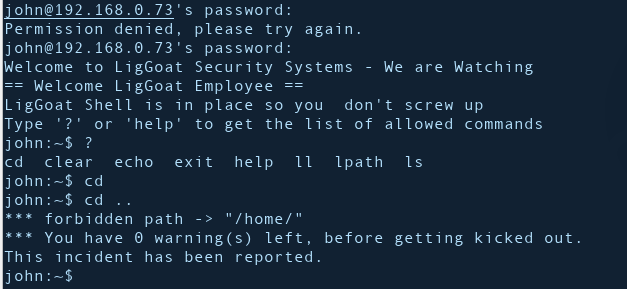 john@192.168.0.73's password:
Permission denied, please try again.
john@192.168.0.73's password:
Welcome to LigGoat Security Systems - We are Watching
== Welcome LigGoat Employee ==
LigGoat Shell is in place so you  don't screw up
Type '?' or 'help' to get the list of allowed commands
john:~$ ?
cd  clear  echo  exit  help  ll  lpath  ls
john:~$ cd
john:~$ cd ..
*** forbidden path -> "/home/"
*** You have 0 warning(s) left, before getting kicked out.
This incident has been reported.
john:~$